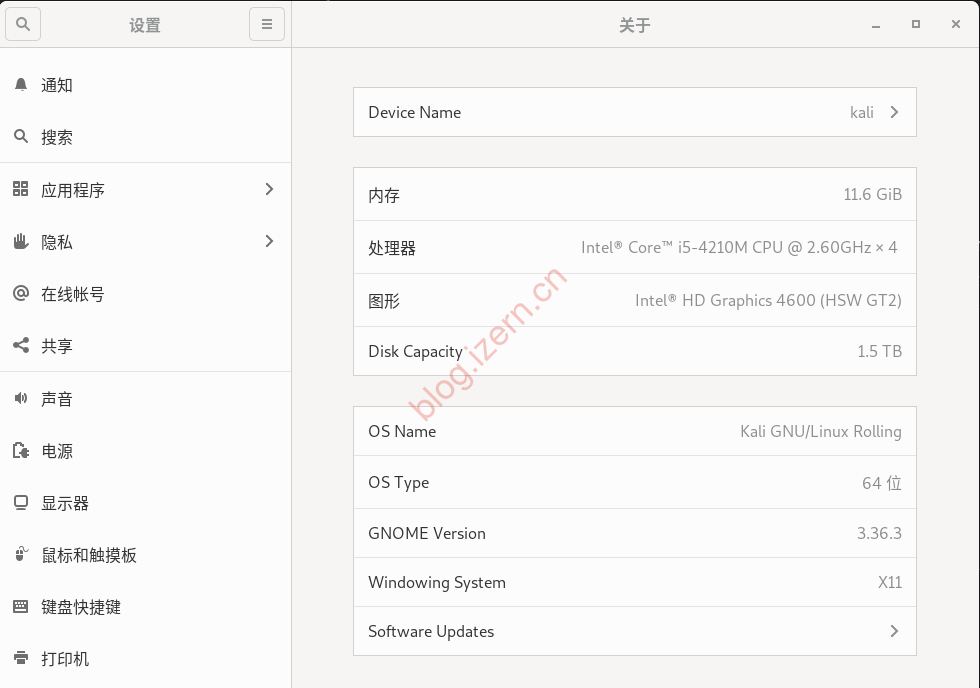 设置
关于
通知
搜索
应用程序
隐私
在线帐号
共享
声音
电源
显示器
鼠标和触摸板
键盘快捷键
打印机
Device Name kali
内存 11.6 GiB
处理器 Intel® Core™ i5-4210M CPU @ 2.60GHz × 4
图形 Intel® HD Graphics 4600 (HSW GT2)
Disk Capacity 1.5 TB
OS Name Kali GNU/Linux Rolling
OS Type 64 位
GNOME Version 3.36.3
Windowing System X11
Software Updates
blog.izern.cn